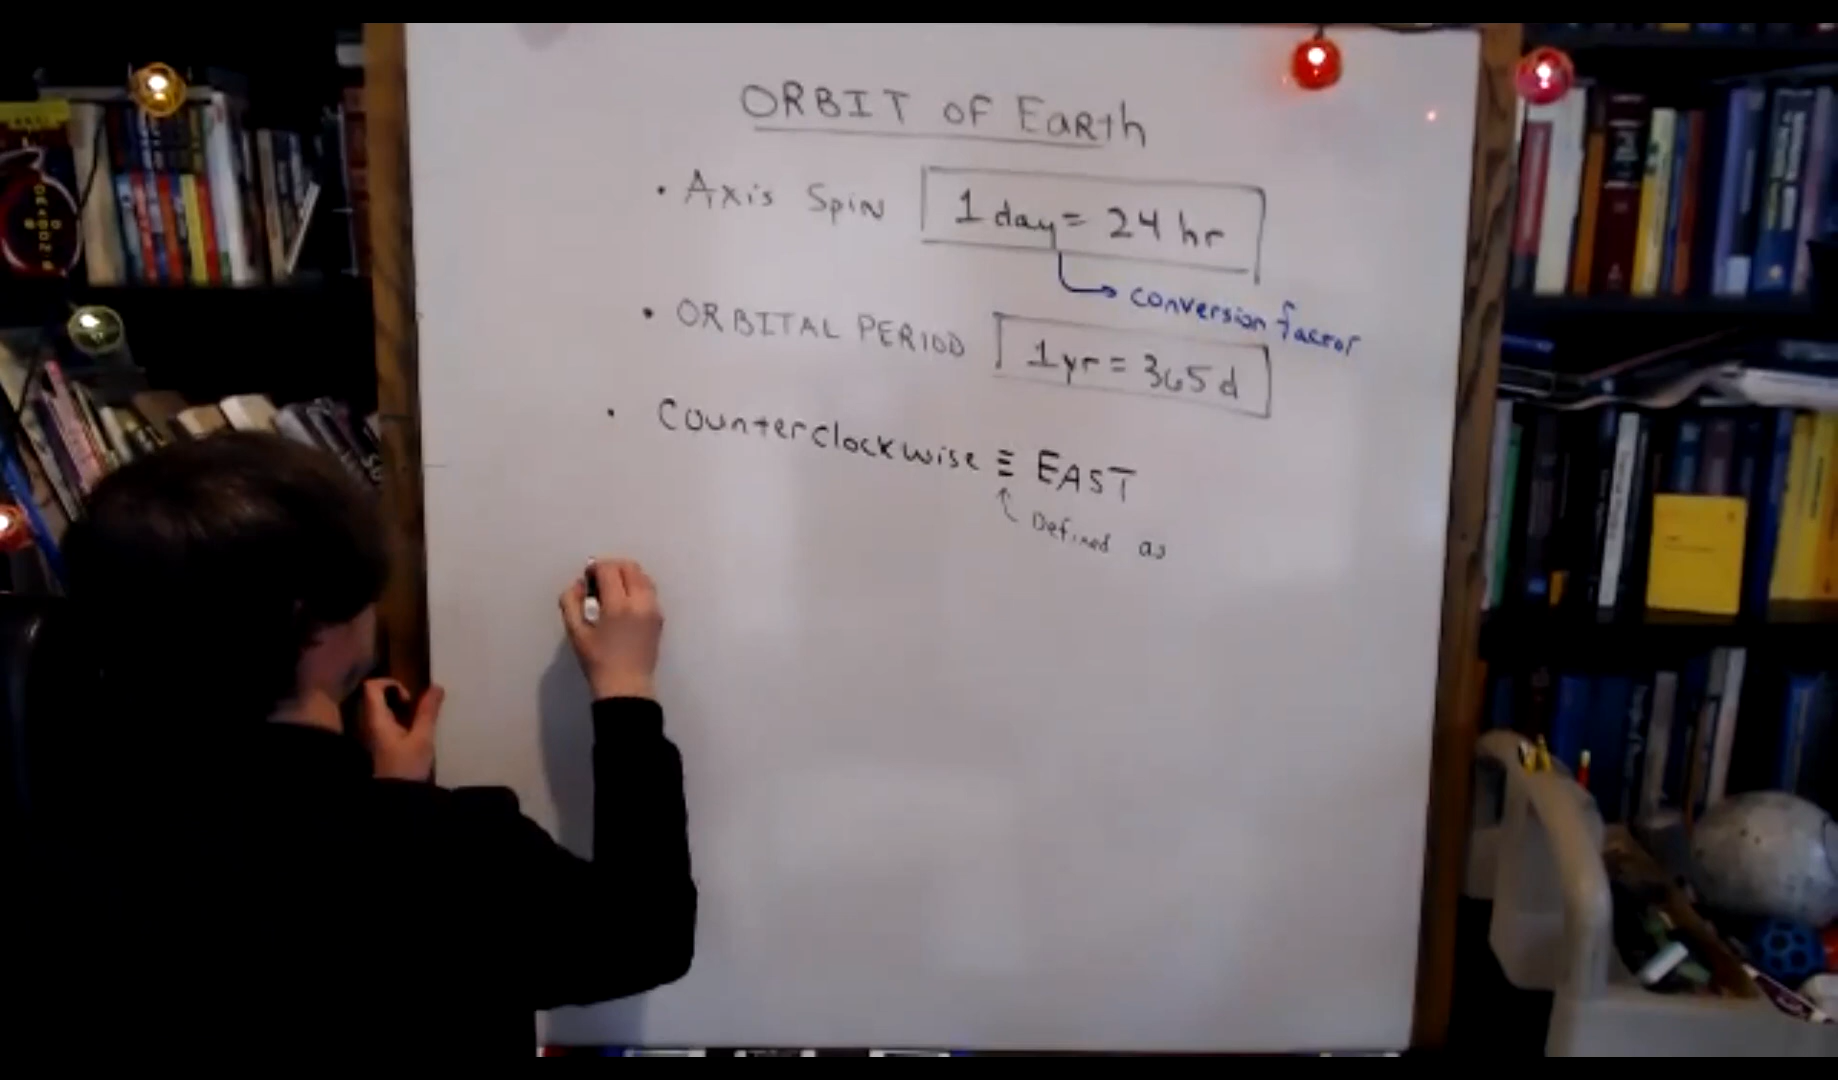 ORBIT OF Earth
• Axis Spin 1 day = 24 hr
conversion factor
• ORBITAL PERIOD 1 yr = 365 d
• Counterclockwise ≡ EAST
Defined as